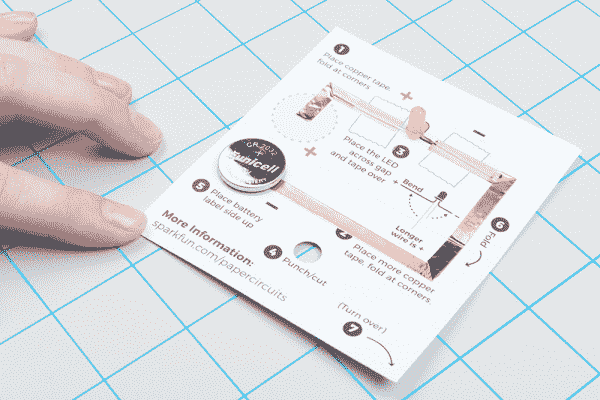 1
Place copper tape,
fold at corners
+
-
3
Place the LED
across gap
and tape over
+
Bend
-
Longer
wire is +
CR2032
+
Sunicell
5
Place battery
label side up
+
-
6
Fold
2
Place more copper
tape, fold at corners
4
Punch/cut
More Information:
sparkfun.com/papercircuits
(Turn over)
7